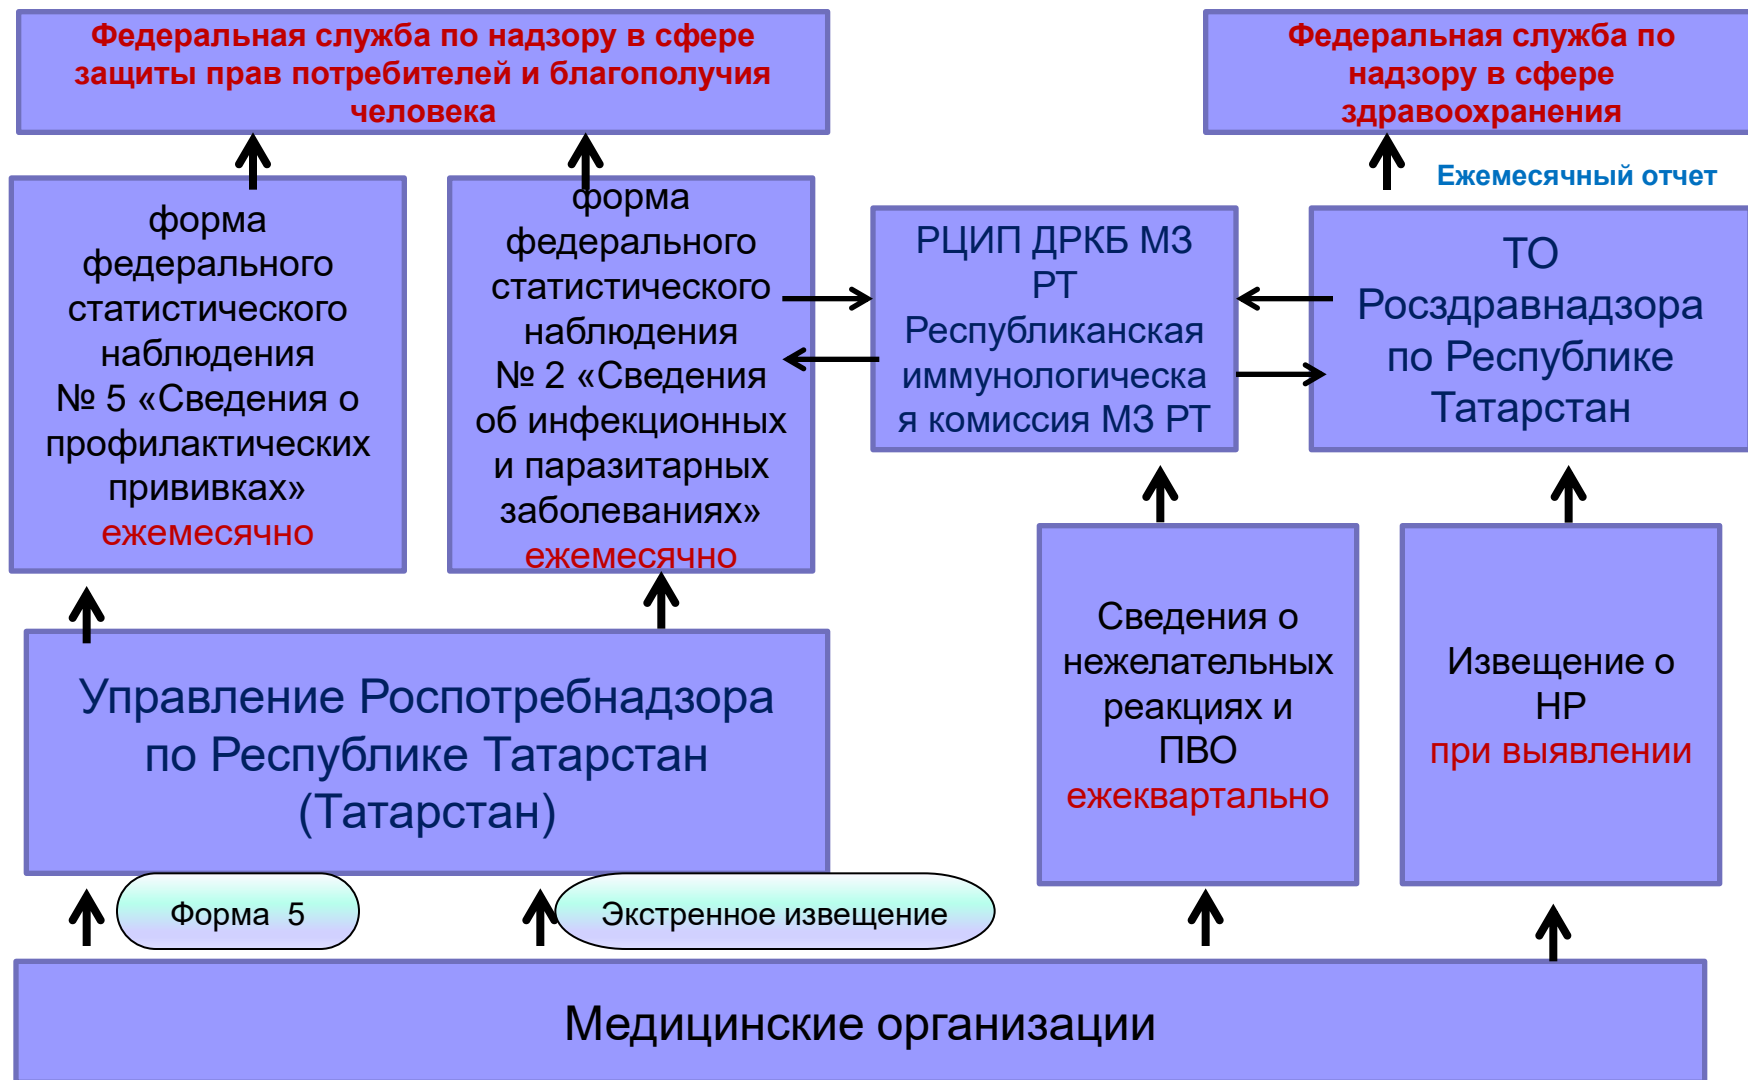 Федеральная служба по надзору в сфере
защиты прав потребителей и благополучия
человека
Федеральная служба по
надзору в сфере
здравоохранения
Ежемесячный отчет
форма
федерального
статистического
наблюдения
№ 5 «Сведения о
профилактических
прививках»
ежемесячно
форма
федерального
статистического
наблюдения
№ 2 «Сведения
об инфекционных
и паразитарных
заболеваниях»
ежемесячно
РЦИП ДРКБ МЗ
РТ
Республиканская
иммунологическа
я комиссия МЗ РТ
ТО
Росздравнадзора
по Республике
Татарстан
Управление Роспотребнадзора
по Республике Татарстан
(Татарстан)
Сведения о
нежелательных
реакциях и
ПВО
ежеквартально
Извещение о
НР
при выявлении
Форма  5
Экстренное извещение
Медицинские организации